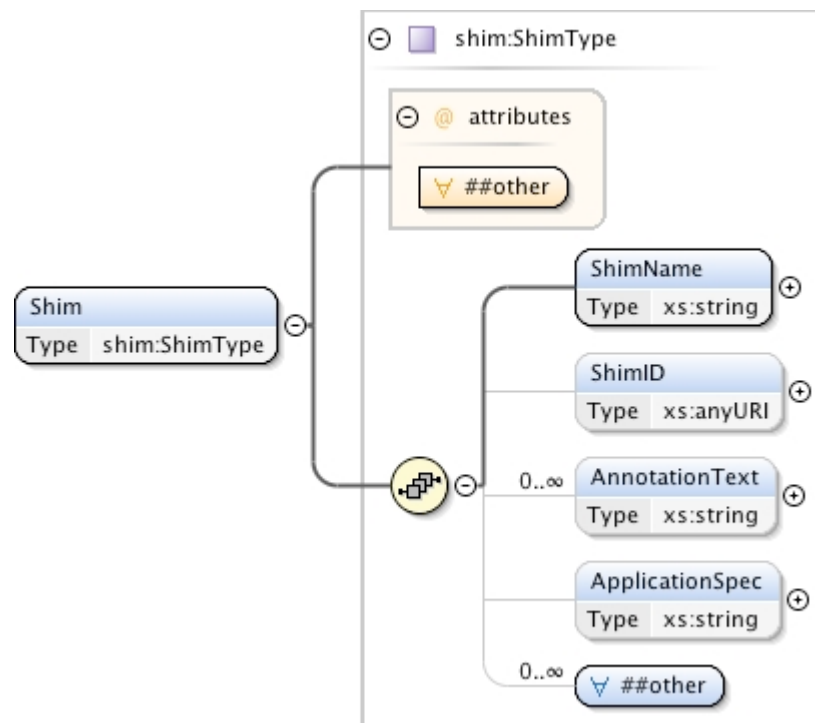 shim:ShimType
@ attributes
∀ ##other
Shim
Type shim:ShimType
ShimName
Type xs:string
ShimID
Type xs:anyURI
0..∞
AnnotationText
Type xs:string
ApplicationSpec
Type xs:string
0..∞
∀ ##other